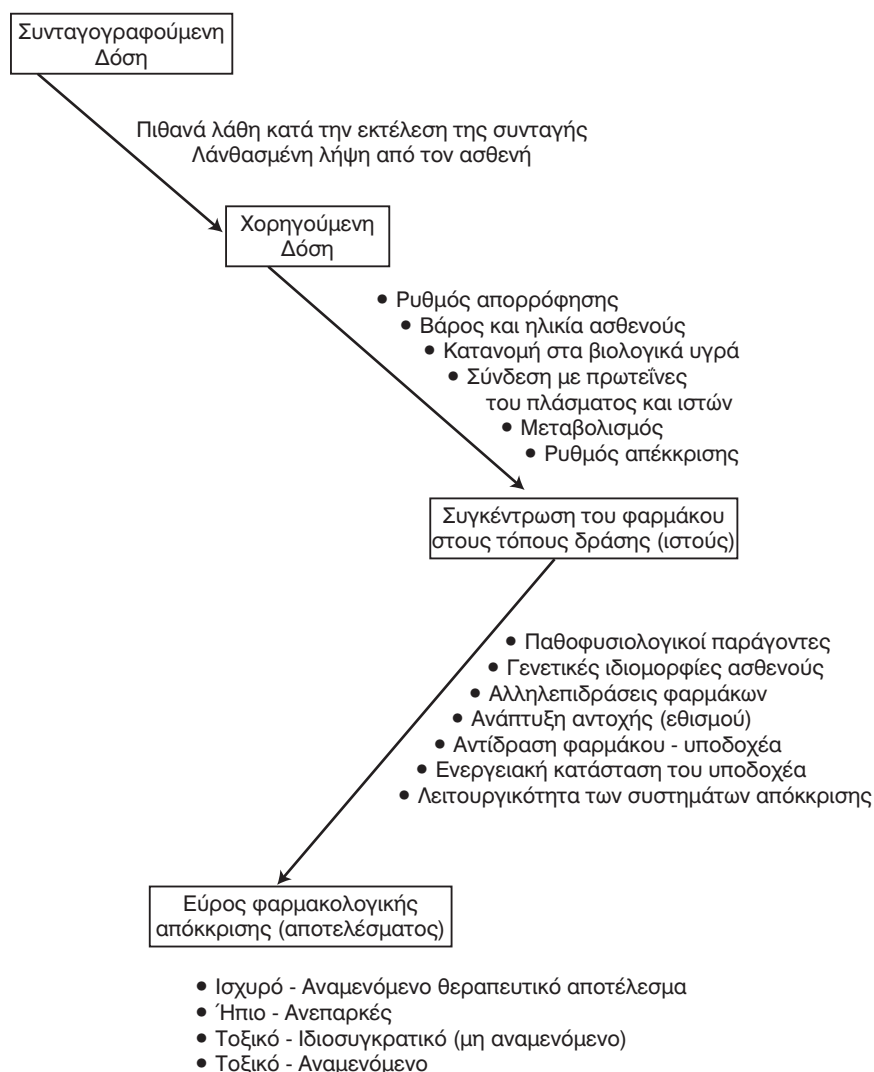 Συνταγογραφούμενη
Δόση
Πιθανά λάθη κατά την εκτέλεση της συνταγής
Λάνθασμένη λήψη από τον ασθενή
Χορηγούμενη
Δόση
● Ρυθμός απορρόφησης
● Βάρος και ηλικία ασθενούς
● Κατανομή στα βιολογικά υγρά
● Σύνδεση με πρωτεΐνες
του πλάσματος και ιστών
● Μεταβολισμός
● Ρυθμός απέκκρισης
Συγκέντρωση του φαρμάκου
στους τόπους δράσης (ιστούς)
● Παθοφυσιολογικοί παράγοντες
● Γενετικές ιδιομορφίες ασθενούς
● Αλληλεπιδράσεις φαρμάκων
● Ανάπτυξη αντοχής (εθισμού)
● Αντίδραση φαρμάκου - υποδοχέα
● Ενεργειακή κατάσταση του υποδοχέα
● Λειτουργικότητα των συστημάτων απόκκρισης
Εύρος φαρμακολογικής
απόκκρισης (αποτελέσματος)
● Ισχυρό - Αναμενόμενο θεραπευτικό αποτέλεσμα
● Ήπιο - Ανεπαρκές
● Τοξικό - Ιδιοσυγκρατικό (μη αναμενόμενο)
● Τοξικό - Αναμενόμενο